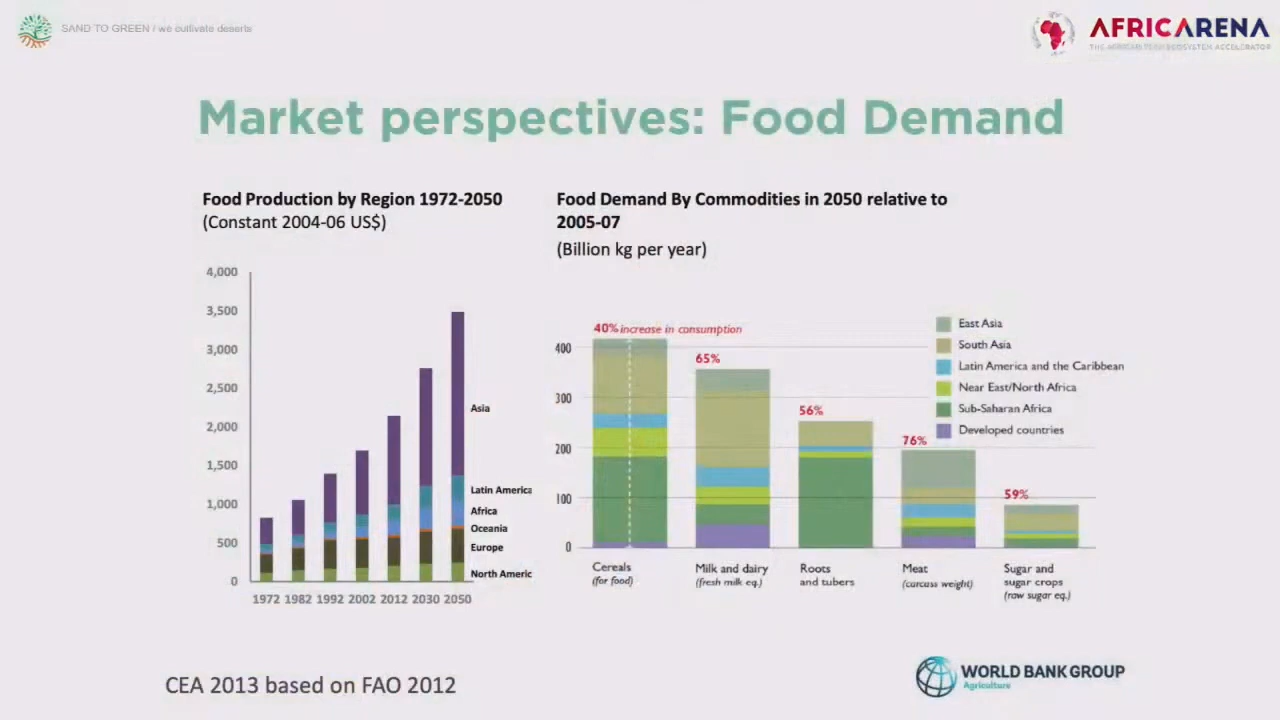 SAND TO GREEN / we cultivate deserts
AFRICARENA
THE AFRICAN TECH ECOSYSTEM ACCELERATOR
Market perspectives: Food Demand
Food Production by Region 1972-2050
(Constant 2004-06 US$)
4,000
3,500
3,000
2,500
2,000
1,500
1,000
500
0
Asia
Latin America
Africa
Oceania
Europe
North Americ
1972 1982 1992 2002 2012 2030 2050
Food Demand By Commodities in 2050 relative to
2005-07
(Billion kg per year)
400
300
200
100
0
40% increase in consumption
65%
56%
76%
59%
East Asia
South Asia
Latin America and the Caribbean
Near East/North Africa
Sub-Saharan Africa
Developed countries
Cereals
(for food)
Milk and dairy
(fresh milk eq.)
Roots
and tubers
Meat
(carcass weight)
Sugar and
sugar crops
(raw sugar eq.)
CEA 2013 based on FAO 2012
WORLD BANK GROUP
Agriculture